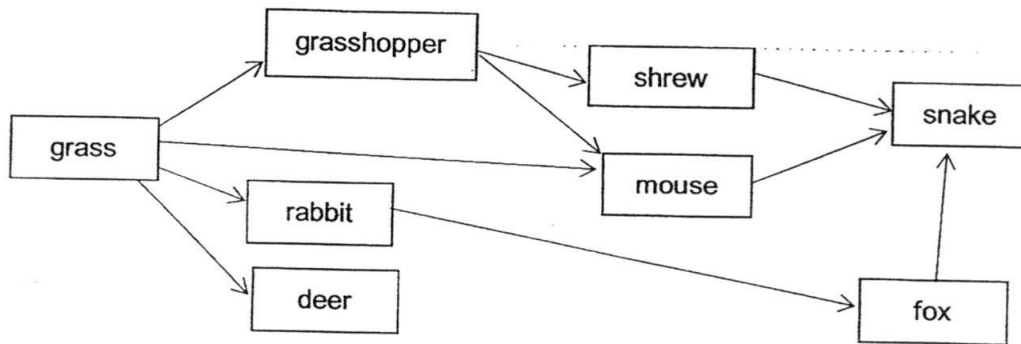 grasshopper
shrew
snake
grass
mouse
rabbit
deer
fox